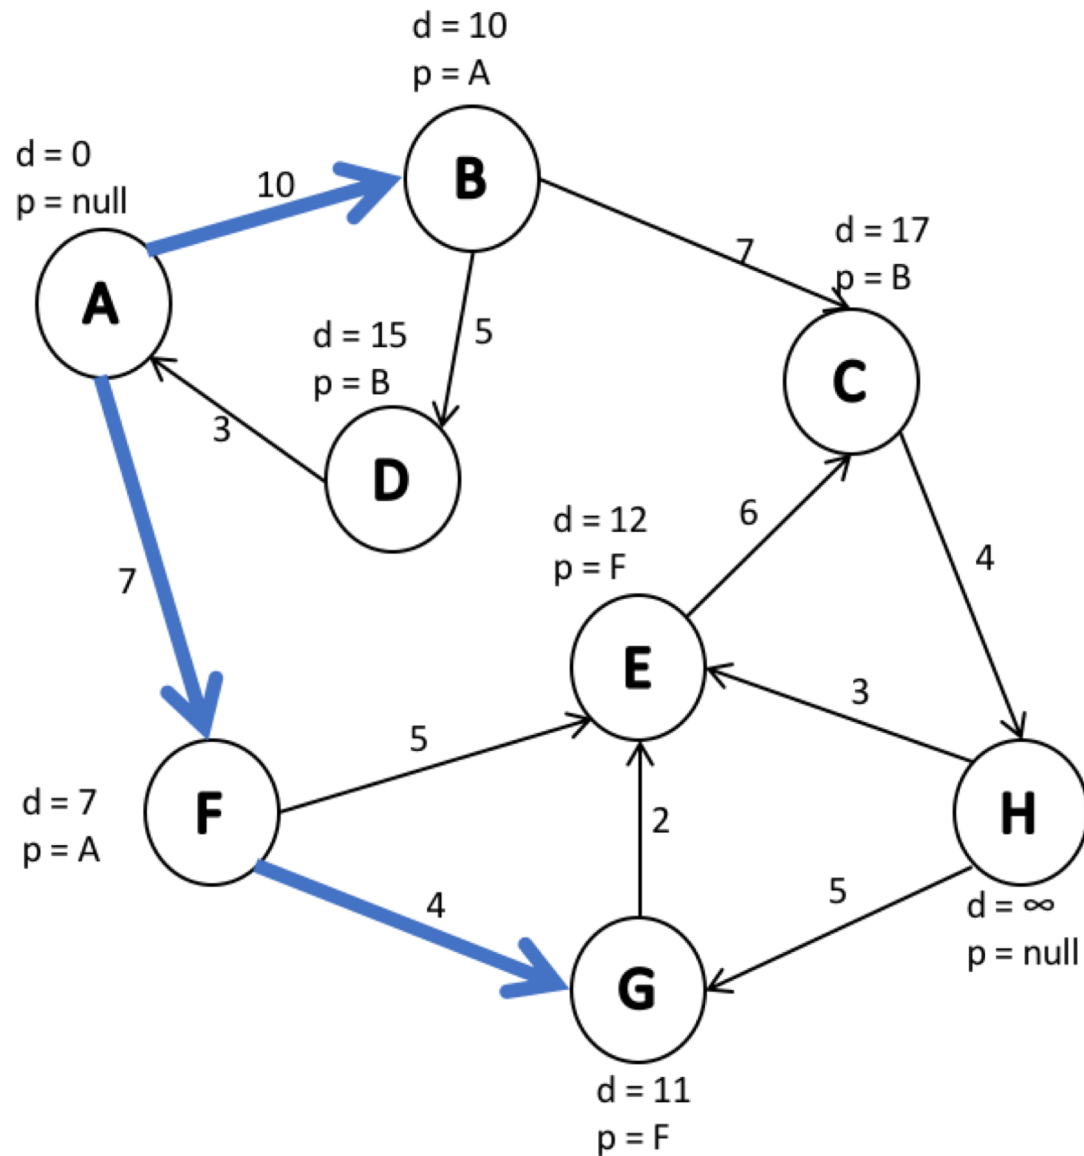 d = 10
p = A
B
d = 0
p = null
10
A
7
d = 17
p = B
C
5
d = 15
p = B
3
D
6
d = 12
p = F
4
7
E
3
5
d = 7
p = A
F
2
H
4
5
d = ∞
p = null
G
d = 11
p = F